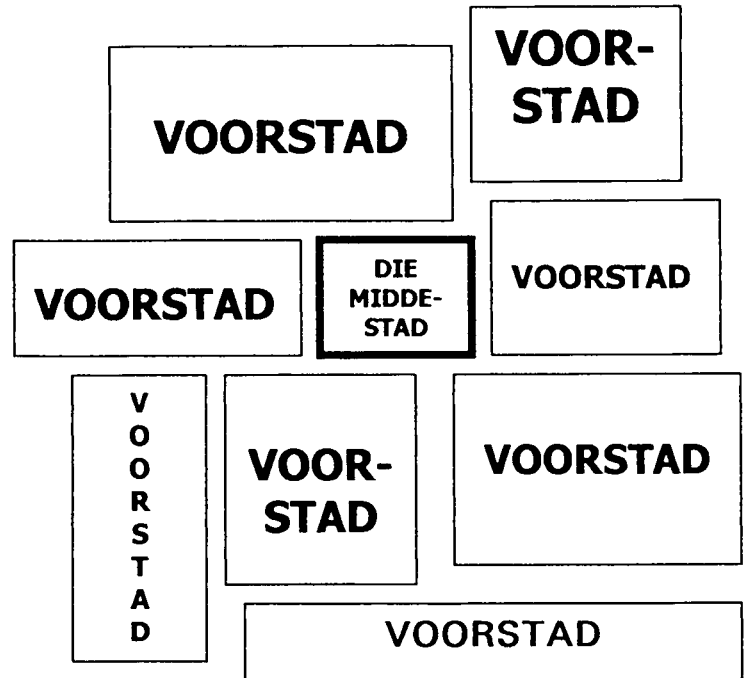 VOOR-
STAD
VOORSTAD
VOORSTAD
DIE
MIDDE-
STAD
VOORSTAD
V
O
O
R
S
T
A
D
VOOR-
STAD
VOORSTAD
VOORSTAD